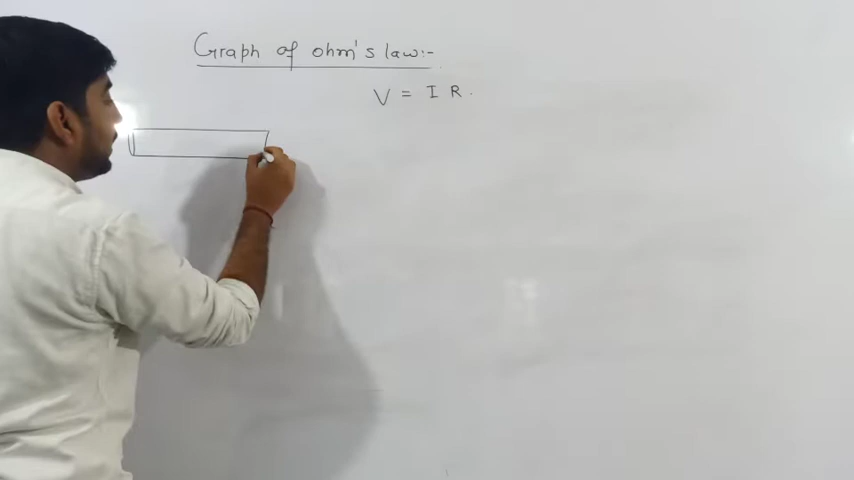 Graph of ohm's law:-
V = I R.